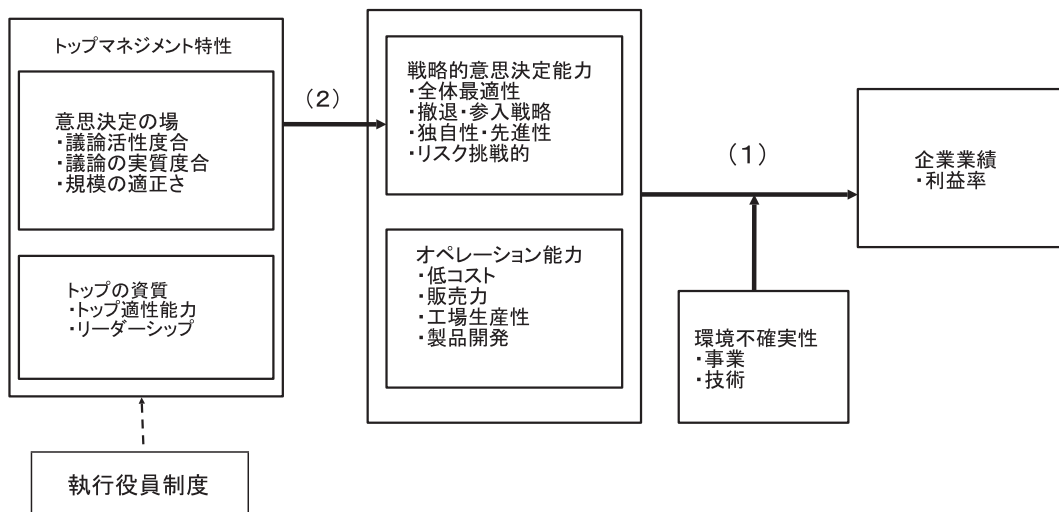 トップマネジメント特性
意思決定の場
・議論活性度合
・議論の実質度合
・規模の適正さ
トップの資質
・トップ適性能力
・リーダーシップ
執行役員制度
(2)
戦略的意思決定能力
・全体最適性
・撤退・参入戦略
・独自性・先進性
・リスク挑戦的
オペレーション能力
・低コスト
・販売力
・工場生産性
・製品開発
(1)
環境不確実性
・事業
・技術
企業業績
・利益率